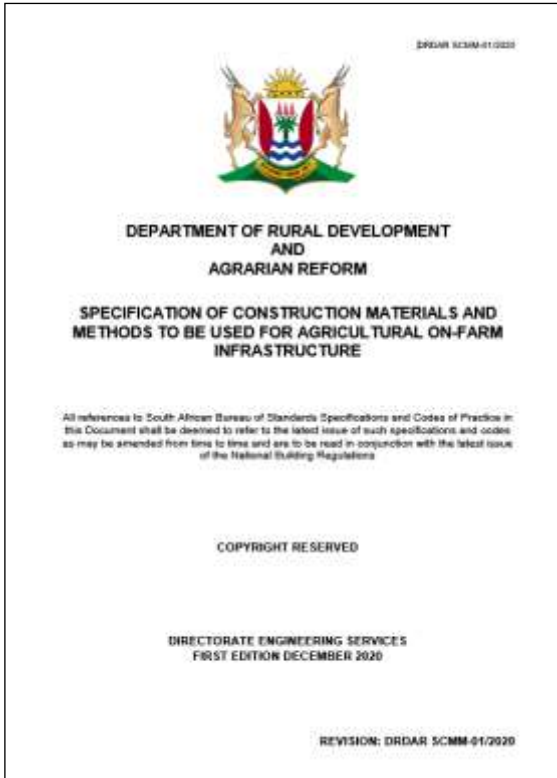 DRDAR SCMM-01/2020
DEPARTMENT OF RURAL DEVELOPMENT
AND
AGRARIAN REFORM
SPECIFICATION OF CONSTRUCTION MATERIALS AND
METHODS TO BE USED FOR AGRICULTURAL ON-FARM
INFRASTRUCTURE
All references to South African Bureau of Standards Specifications and Codes of Practice in
this Document shall be deemed to refer to the latest issue of such specifications and codes
as may be amended from time to time and are to be read in conjunction with the latest issue
of the National Building Regulations
COPYRIGHT RESERVED
DIRECTORATE ENGINEERING SERVICES
FIRST EDITION DECEMBER 2020
REVISION: DRDAR SCMM-01/2020